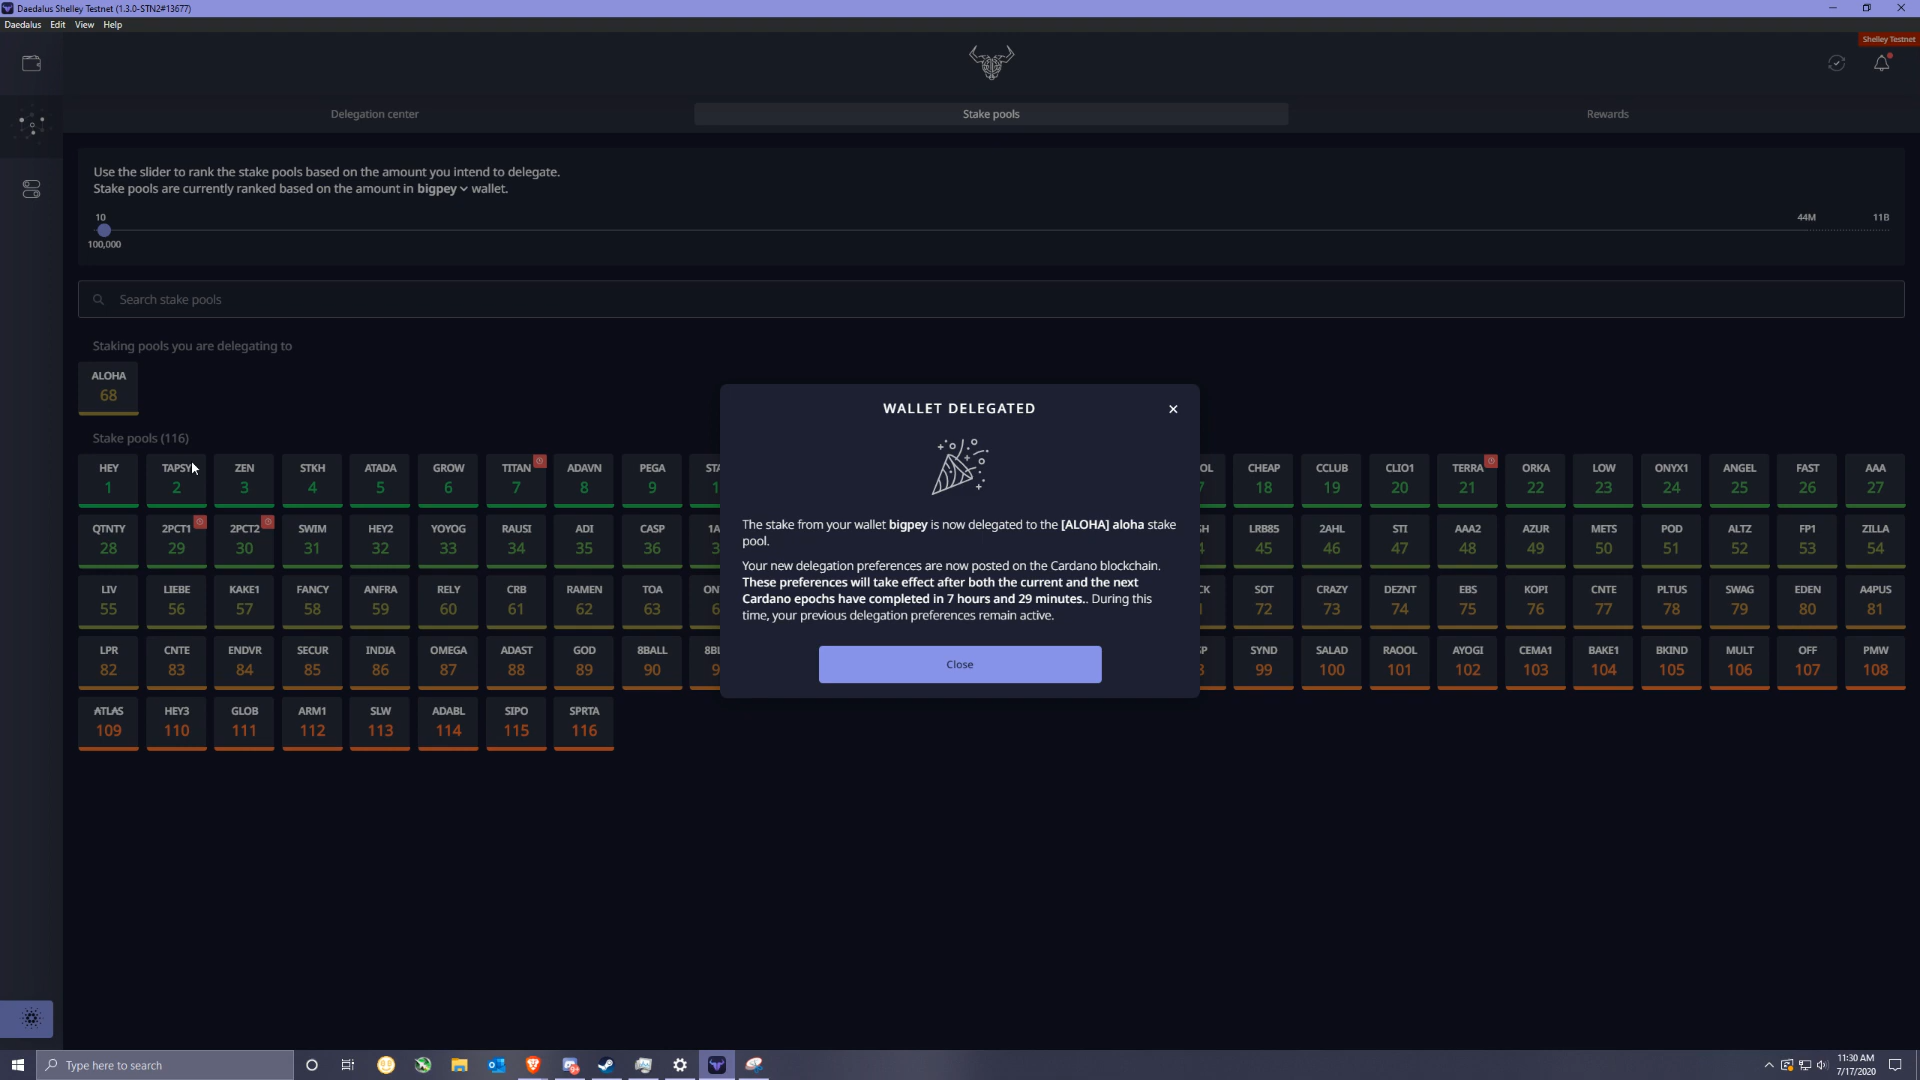 Daedalus Shelley Testnet (1.3.0-STN2#13677)
Daedalus Edit View Help
Shelley Testnet
Delegation center Stake pools Rewards
Use the slider to rank the stake pools based on the amount you intend to delegate.
Stake pools are currently ranked based on the amount in bigpey wallet.
10 44M 11B
100,000
Search stake pools
Staking pools you are delegating to
ALOHA
68
Stake pools (116)
HEY TAPSY ZEN STKH ATADA GROW TITAN ADAVN PEGA CHEAP CCLUB CLIO1 TERRA ORKA LOW ONYX1 ANGEL FAST AAA
1 2 3 4 5 6 7 8 9 18 19 20 21 22 23 24 25 26 27
QTNTY 2PCT1 2PCT2 SWIM HEY2 YOYOG RAUSI ADI CASP LRB85 2AHL STI AAA2 AZUR METS POD ALTZ FP1 ZILLA
28 29 30 31 32 33 34 35 36 45 46 47 48 49 50 51 52 53 54
LIV LIEBE KAKE1 FANCY ANFRA RELY CRB RAMEN TOA SOT CRAZY DEZNT EBS KOPI CNTE PLTUS SWAG EDEN A4PUS
55 56 57 58 59 60 61 62 63 72 73 74 75 76 77 78 79 80 81
LPR CNTE ENDVR SECUR INDIA OMEGA ADAST GOD 8BALL SYND SALAD RAOOL AYOGI CEMA1 BAKE1 BKIND MULT OFF PMW
82 83 84 85 86 87 88 89 90 99 100 101 102 103 104 105 106 107 108
ATLAS HEY3 GLOB ARM1 SLW ADABL SIPO SPRTA
109 110 111 112 113 114 115 116
WALLET DELEGATED
The stake from your wallet bigpey is now delegated to the [ALOHA] aloha stake
pool.
Your new delegation preferences are now posted on the Cardano blockchain.
These preferences will take effect after both the current and the next
Cardano epochs have completed in 7 hours and 29 minutes.. During this
time, your previous delegation preferences remain active.
Close
Type here to search
11:30 AM
7/17/2020